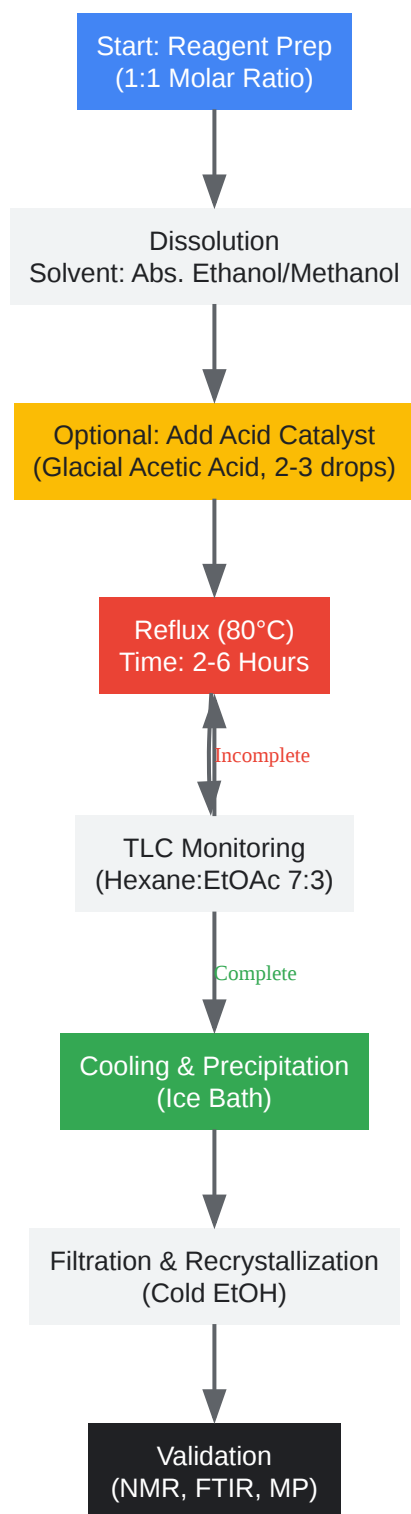 Start: Reagent Prep
(1:1 Molar Ratio)
Dissolution
Solvent: Abs. Ethanol/Methanol
Optional: Add Acid Catalyst
(Glacial Acetic Acid, 2-3 drops)
Reflux (80°C)
Time: 2-6 Hours
Incomplete
TLC Monitoring
(Hexane:EtOAc 7:3)
Complete
Cooling & Precipitation
(Ice Bath)
Filtration & Recrystallization
(Cold EtOH)
Validation
(NMR, FTIR, MP)